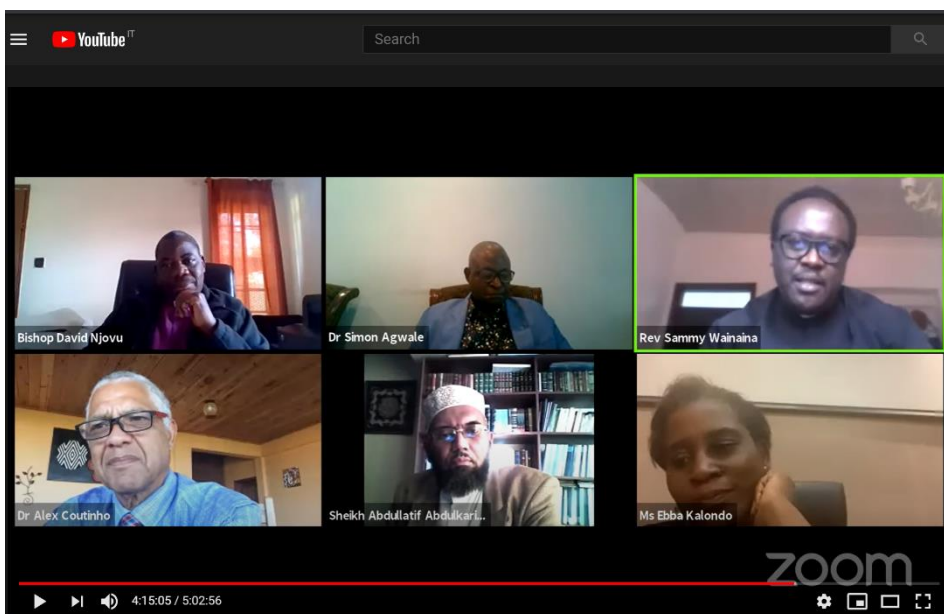 YouTube IT
Search
Bishop David Njovu
Dr Simon Agwale
Rev Sammy Wainaina
Dr Alex Coutinho
Sheikh Abdullatif Abdulkari...
Ms Ebba Kalondo
zoom
4:15:05 / 5:02:56